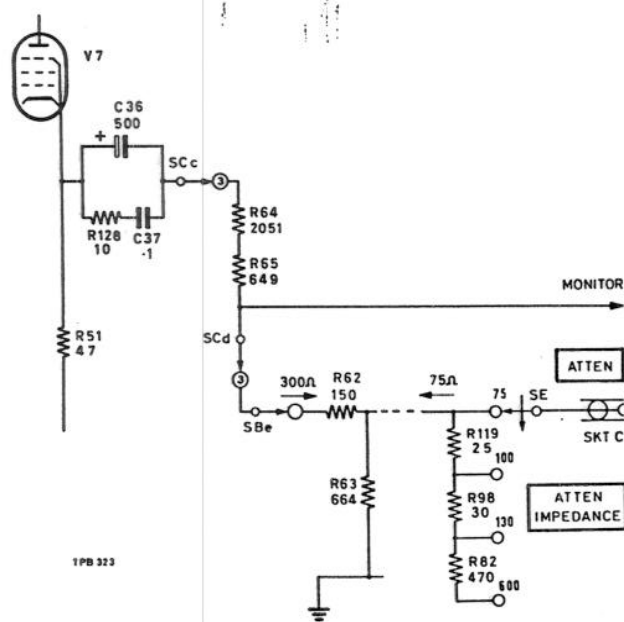 V7
C36
500
+
SCc
3
R64
2051
R128
10
C37
·1
R65
649
MONITOR
R51
47
SCd
ATTEN
3
300Ω
R62
150
75Ω
75
SE
SBe
SKT C
R119
25
100
R63
664
R98
30
ATTEN
IMPEDANCE
130
R82
470
TPB 323
600